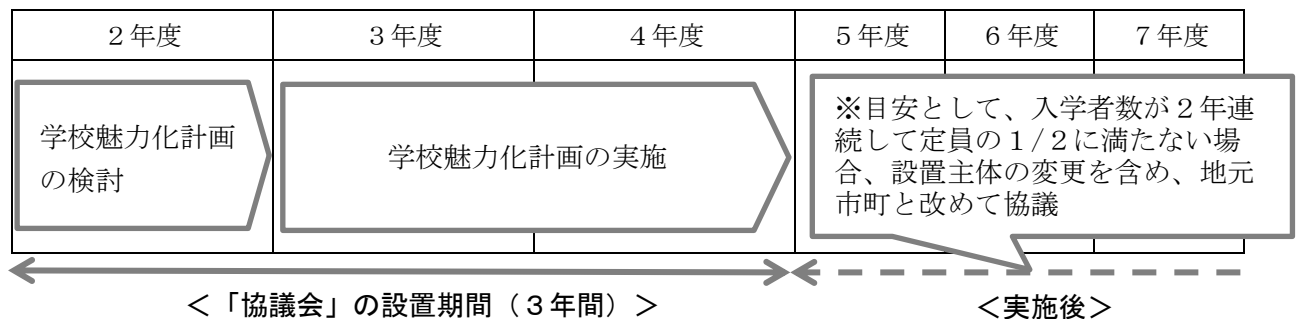 ２年度 ３年度 ４年度 ５年度 ６年度 ７年度
学校魅力化計画
の検討
学校魅力化計画の実施
※目安として、入学者数が２年連
続して定員の１/２に満たない場
合、設置主体の変更を含め、地元
市町と改めて協議
＜「協議会」の設置期間（３年間）＞
＜実施後＞